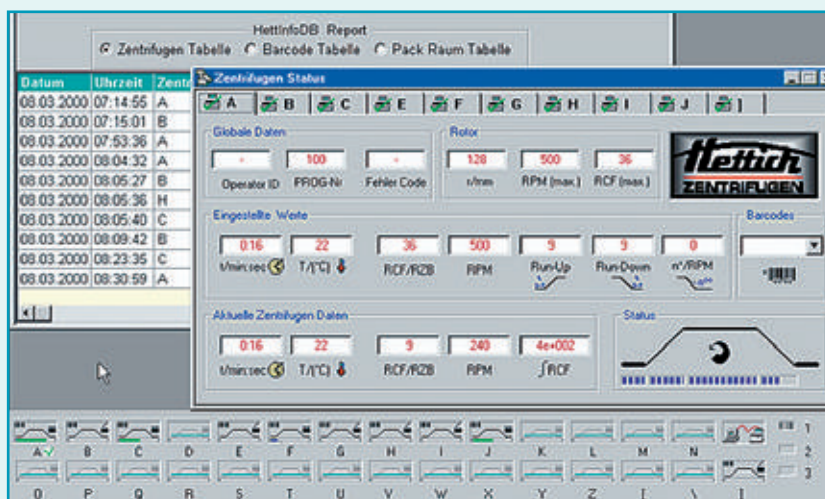 HettInfoDB Report
Zentrifugen Tabelle Barcode Tabelle Pack Raum Tabelle
Datum Uhrzeit Zentr
08.03.2000 07:14:55 A
08.03.2000 07:15:01 B
08.03.2000 07:53:36 A
08.03.2000 08:04:32 A
08.03.2000 08:05:27 B
08.03.2000 08:05:36 H
08.03.2000 08:05:40 C
08.03.2000 08:09:42 B
08.03.2000 08:23:35 C
08.03.2000 08:30:59 A
Zentrifugen Status
A B C E F G H I J ]
Globale Daten
- 100 -
Operator ID PROG-Nr Fehler Code
Rotor
128 500 36
r/mm RPM (max.) RCF (max.)
Hettich
ZENTRIFUGEN
Eingestellte Werte
0:16 22 36 500 9 9 0
t/min:sec T/(°C) RCF/RZB RPM Run-Up Run-Down n°/RPM
Barcodes
Aktuelle Zentrifugen Daten
0:16 22 9 240 4e+002
t/min:sec T/(°C) RCF/RZB RPM ∫RCF
Status
A B C D E F G H I J K L M N
O P Q R S T U V W X Y Z [ \
1
2
3